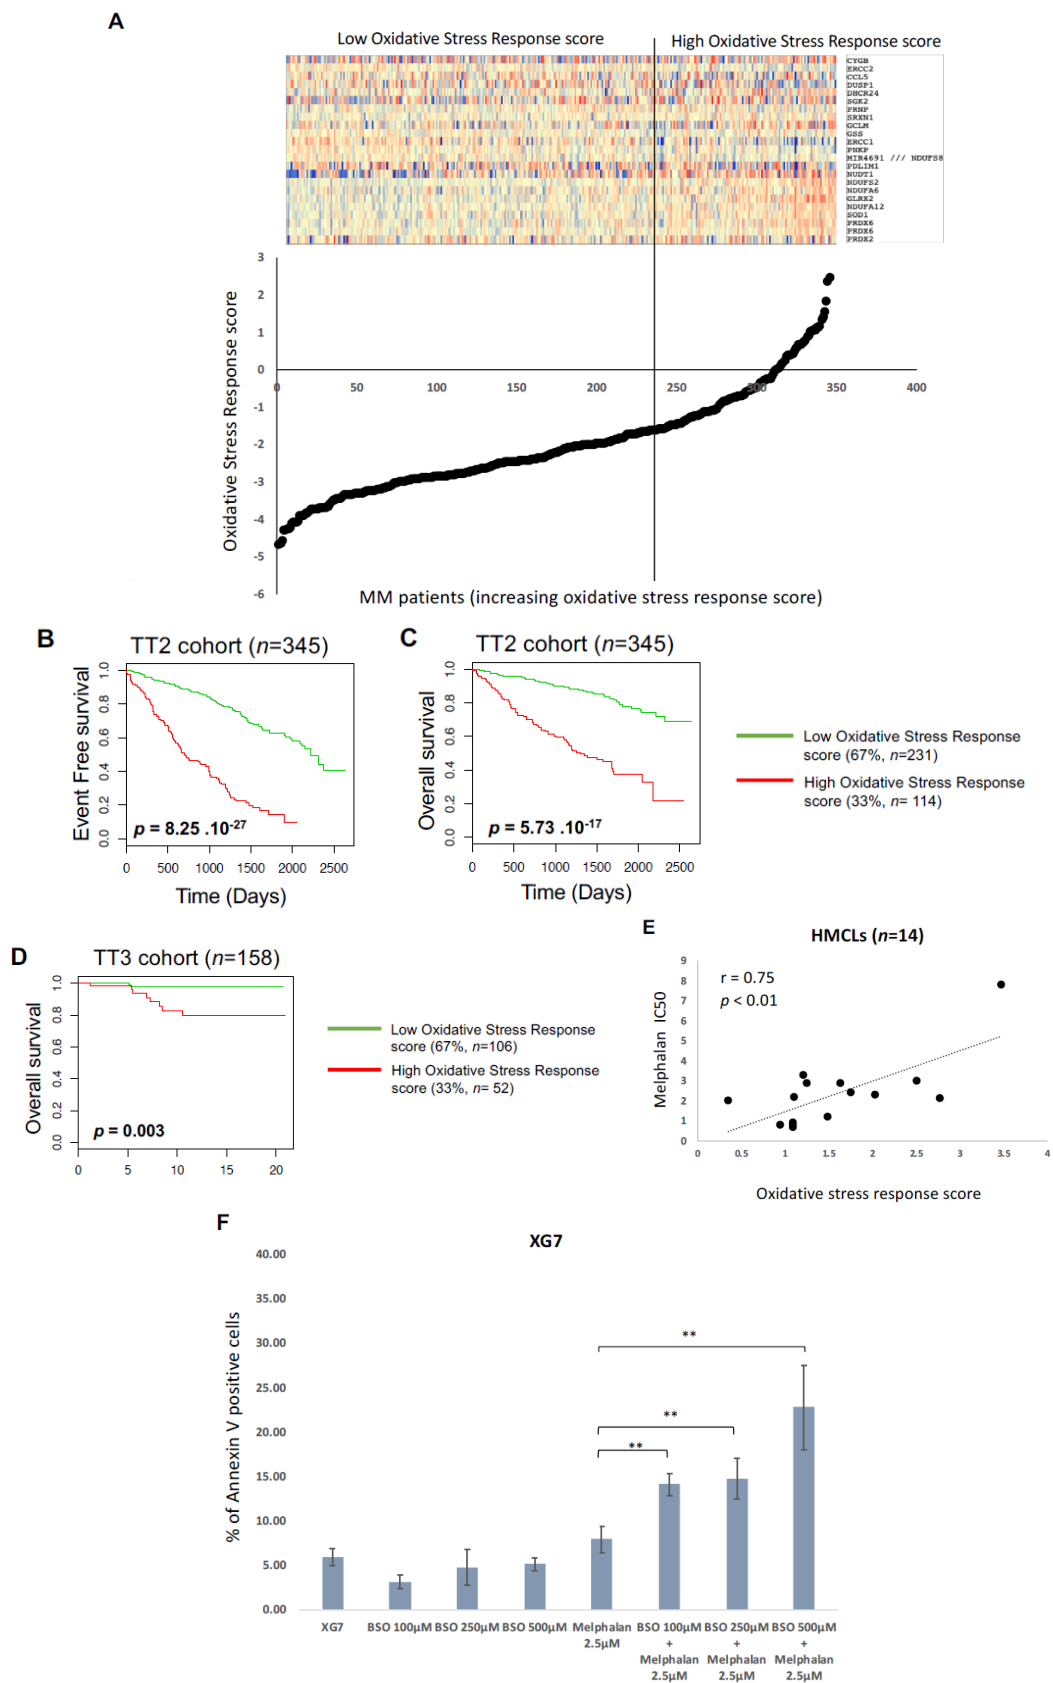 A
Low Oxidative Stress Response score
High Oxidative Stress Response score
CYGB
ERCC2
CCL5
DUSP1
DHCR24
SGK2
PRNP
SRXN1
GCLM
GSS
ERCC1
PNKP
MIR4691 /// NDUFS8
PDLIM1
NUDT1
NDUFS2
NDUFA6
GLRX2
NDUFA12
SOD1
PRDX6
PRDX6
PRDX2
Oxidative Stress Response score
3
2
1
0
-1
-2
-3
-4
-5
-6
0 50 100 150 200 250 300 350 400
MM patients (increasing oxidative stress response score)
B
TT2 cohort (n=345)
Event Free survival
1.0
0.8
0.6
0.4
0.2
0.0
p = 8.25 .10-27
0 500 1000 1500 2000 2500
Time (Days)
C
TT2 cohort (n=345)
Overall survival
1.0
0.8
0.6
0.4
0.2
0.0
p = 5.73 .10-17
0 500 1000 1500 2000 2500
Time (Days)
Low Oxidative Stress Response
score (67%, n=231)
High Oxidative Stress Response
score (33%, n= 114)
D
TT3 cohort (n=158)
Overall survival
1.0
0.8
0.6
0.4
0.2
0.0
p = 0.003
0 5 10 15 20
Low Oxidative Stress Response
score (67%, n=106)
High Oxidative Stress Response
score (33%, n= 52)
E
HMCLs (n=14)
r = 0.75
p < 0.01
Melphalan IC50
9
8
7
6
5
4
3
2
1
0
0 0.5 1 1.5 2 2.5 3 3.5 4
Oxidative stress response score
F
XG7
% of Annexin V positive cells
40.00
35.00
30.00
25.00
20.00
15.00
10.00
5.00
0.00
**
**
**
XG7
BSO 100µM
BSO 250µM
BSO 500µM
Melphalan
2.5µM
BSO 100µM
+
Melphalan
2.5µM
BSO 250µM
+
Melphalan
2.5µM
BSO 500µM
+
Melphalan
2.5µM